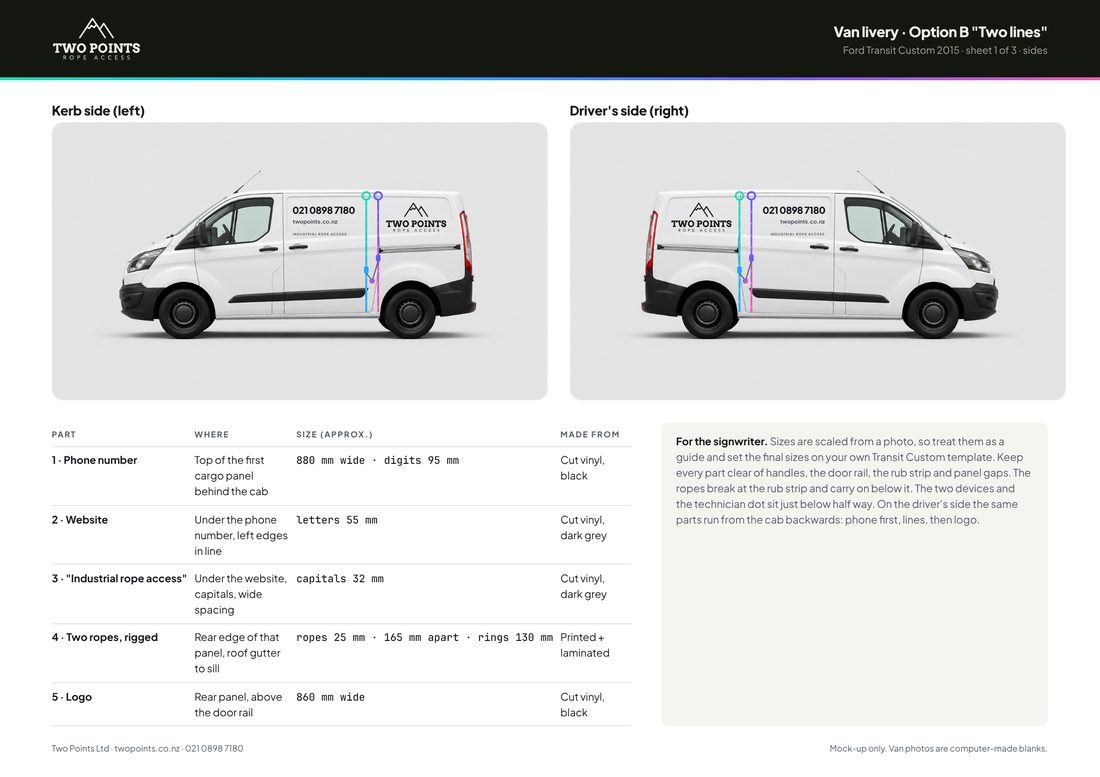 TWO POINTS
ROPE ACCESS
Van livery · Option B "Two lines"
Ford Transit Custom 2015 · sheet 1 of 3 · sides
Kerb side (left)
021 0898 7180
twopoints.co.nz
INDUSTRIAL ROPE ACCESS
TWO POINTS
ROPE ACCESS
Driver's side (right)
TWO POINTS
ROPE ACCESS
021 0898 7180
twopoints.co.nz
INDUSTRIAL ROPE ACCESS
PART WHERE SIZE (APPROX.) MADE FROM
1 · Phone number Top of the first 880 mm wide · digits 95 mm Cut vinyl,
cargo panel black
behind the cab
2 · Website Under the phone letters 55 mm Cut vinyl,
number, left edges dark grey
in line
3 · "Industrial rope access" Under the website, capitals 32 mm Cut vinyl,
capitals, wide dark grey
spacing
4 · Two ropes, rigged Rear edge of that ropes 25 mm · 165 mm apart · rings 130 mm Printed +
panel, roof gutter laminated
to sill
5 · Logo Rear panel, above 860 mm wide Cut vinyl,
the door rail black
For the signwriter. Sizes are scaled from a photo, so treat them as a
guide and set the final sizes on your own Transit Custom template. Keep
every part clear of handles, the door rail, the rub strip and panel gaps. The
ropes break at the rub strip and carry on below it. The two devices and
the technician dot sit just below half way. On the driver's side the same
parts run from the cab backwards: phone first, lines, then logo.
Two Points Ltd · twopoints.co.nz · 021 0898 7180
Mock-up only. Van photos are computer-made blanks.